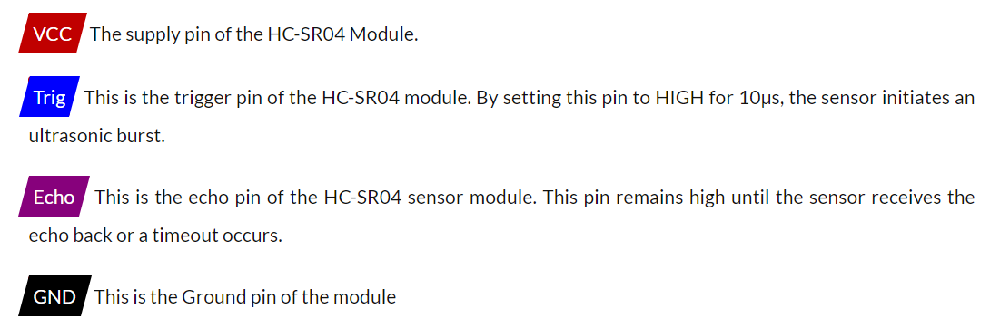 VCC The supply pin of the HC-SR04 Module.
Trig This is the trigger pin of the HC-SR04 module. By setting this pin to HIGH for 10μs, the sensor initiates an
ultrasonic burst.
Echo This is the echo pin of the HC-SR04 sensor module. This pin remains high until the sensor receives the
echo back or a timeout occurs.
GND This is the Ground pin of the module